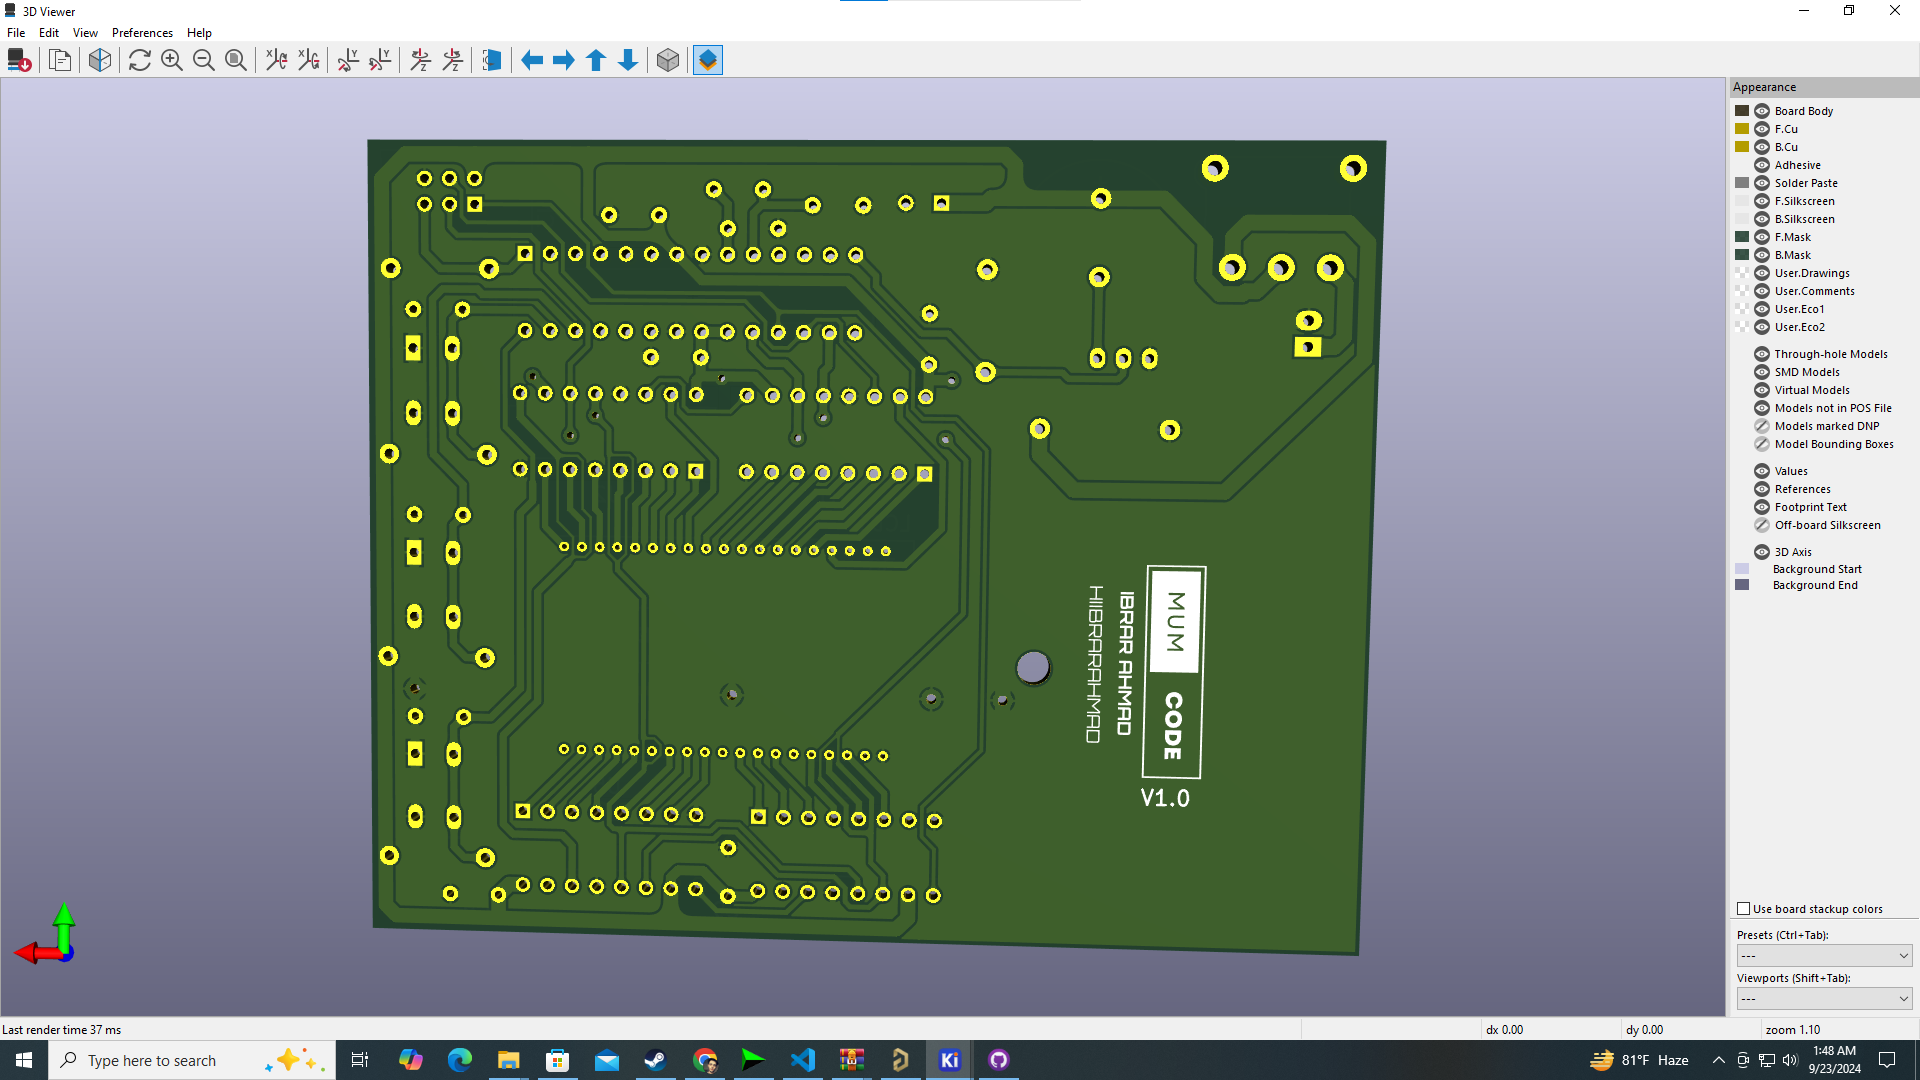 3D Viewer
File Edit View Preferences Help
Appearance
Board Body
F.Cu
B.Cu
Adhesive
Solder Paste
F.Silkscreen
B.Silkscreen
F.Mask
B.Mask
User.Drawings
User.Comments
User.Eco1
User.Eco2
Through-hole Models
SMD Models
Virtual Models
Models not in POS File
Models marked DNP
Model Bounding Boxes
Values
References
Footprint Text
Off-board Silkscreen
3D Axis
Background Start
Background End
Use board stackup colors
Presets (Ctrl+Tab):
---
Viewports (Shift+Tab):
---
MUM CODE
IBRAR AHMAD
HIIBRARAHMAD
V1.0
Last render time 37 ms
dx 0.00
dy 0.00
zoom 1.10
Type here to search
Ki
81°F Haze
1:48 AM
9/23/2024